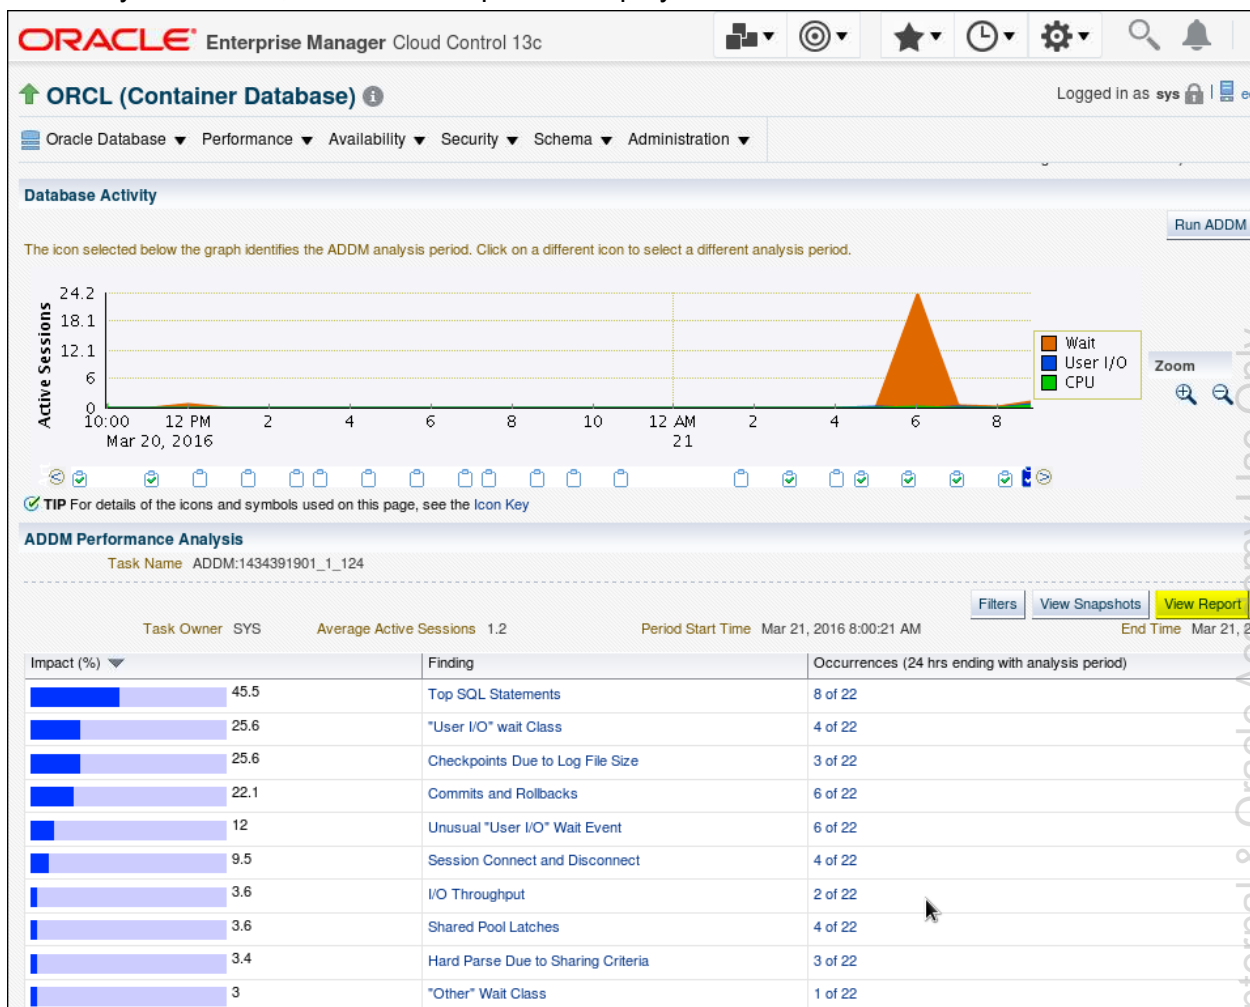 ORACLE® Enterprise Manager Cloud Control 13c
ORCL (Container Database)
Logged in as sys
Oracle Database Performance Availability Security Schema Administration
Database Activity
Run ADDM
The icon selected below the graph identifies the ADDM analysis period. Click on a different icon to select a different analysis period.
Active Sessions
24.2
18.1
12.1
6
0
10:00 12 PM 2 4 6 8 10 12 AM 2 4 6 8
Mar 20, 2016 21
Wait
User I/O
CPU
Zoom
TIP For details of the icons and symbols used on this page, see the Icon Key
ADDM Performance Analysis
Task Name ADDM:1434391901_1_124
Filters View Snapshots View Report
Task Owner SYS Average Active Sessions 1.2 Period Start Time Mar 21, 2016 8:00:21 AM End Time Mar 21,
Impact (%) Finding Occurrences (24 hrs ending with analysis period)
45.5 Top SQL Statements 8 of 22
25.6 "User I/O" wait Class 4 of 22
25.6 Checkpoints Due to Log File Size 3 of 22
22.1 Commits and Rollbacks 6 of 22
12 Unusual "User I/O" Wait Event 6 of 22
9.5 Session Connect and Disconnect 4 of 22
3.6 I/O Throughput 2 of 22
3.6 Shared Pool Latches 4 of 22
3.4 Hard Parse Due to Sharing Criteria 3 of 22
3 "Other" Wait Class 1 of 22